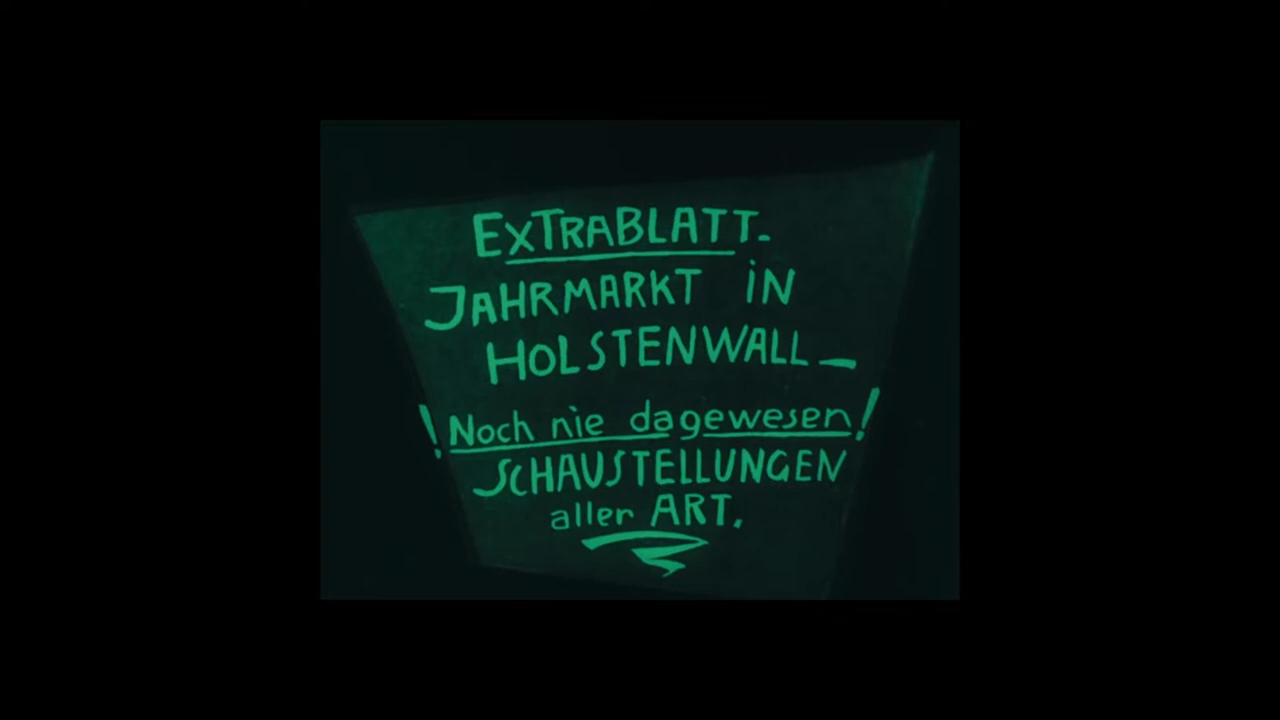 ExTRABLATT-
JAHRMARKT iN
HOLSTENWALL —
! Noch nie dagewesen !
SCHAUSTELLUNGEN
aller ART.